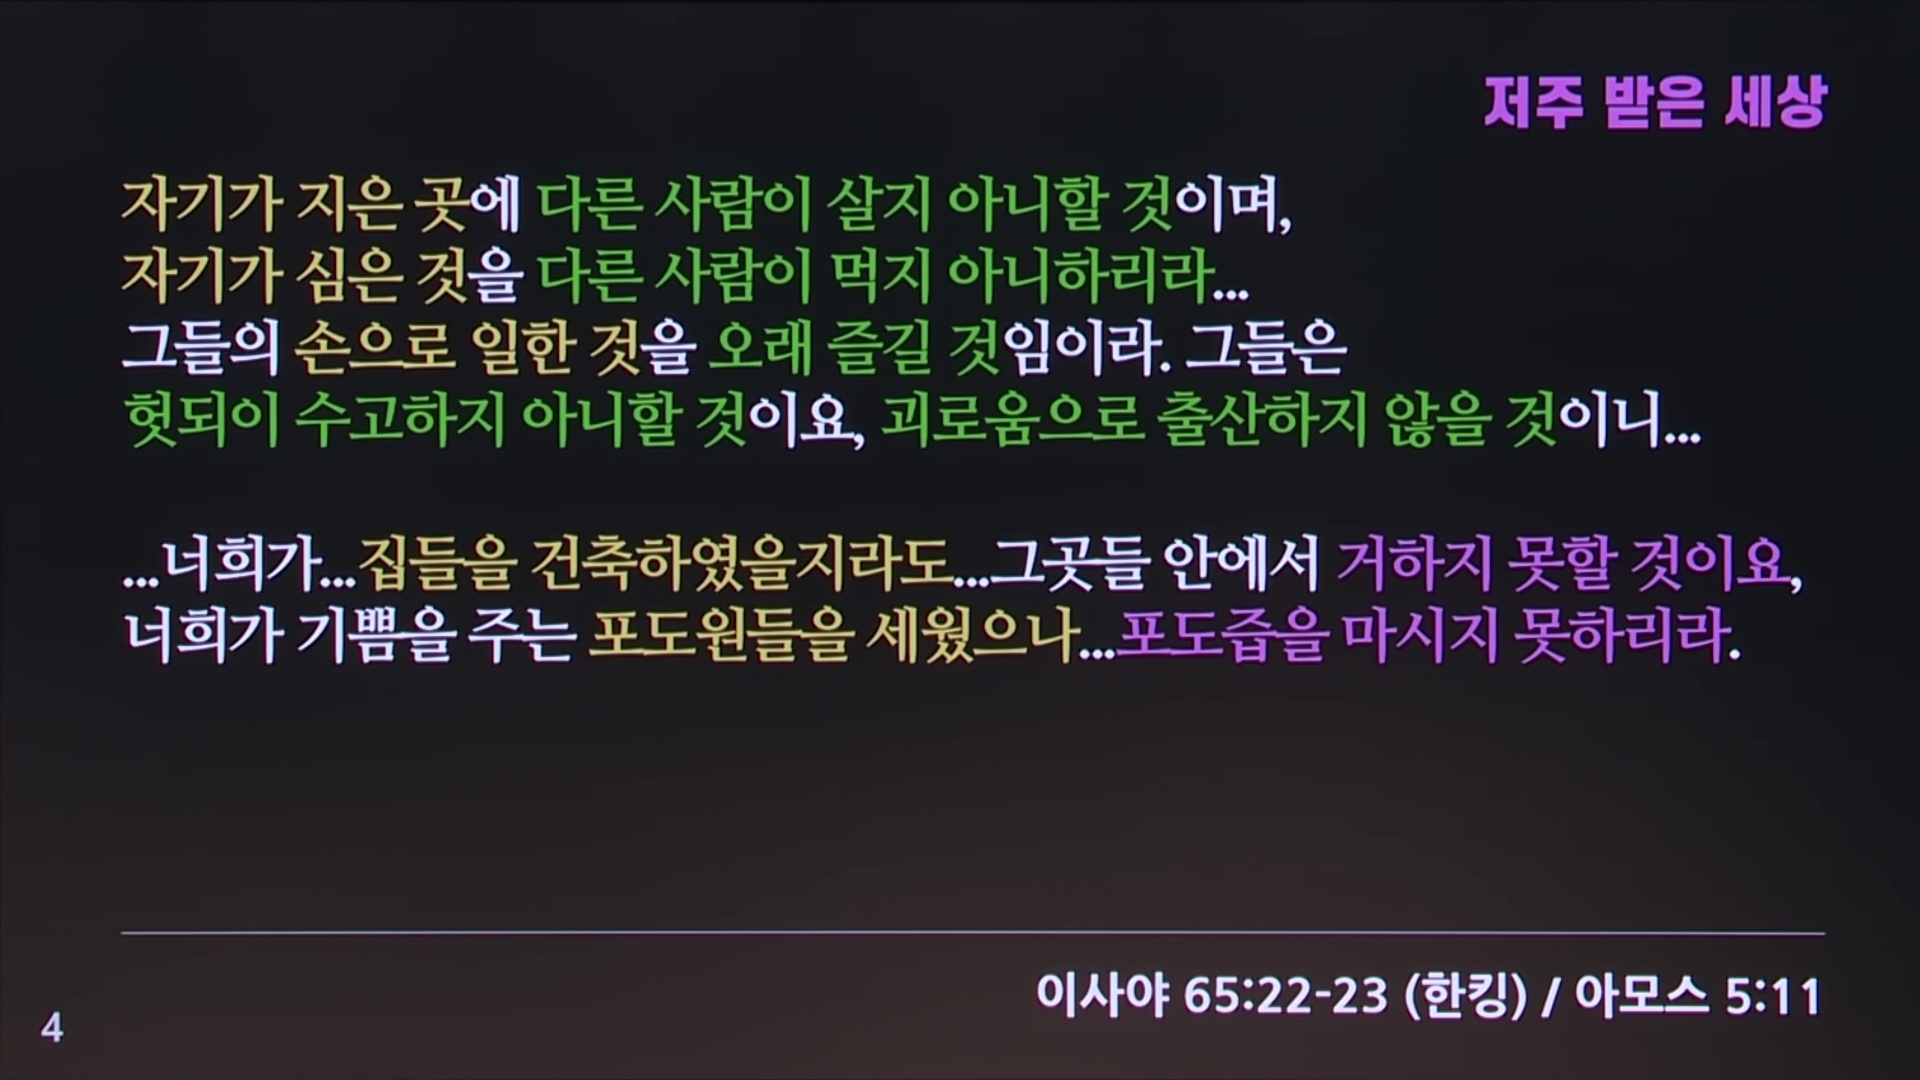 저주 받은 세상
자기가 지은 곳에 다른 사람이 살지 아니할 것이며,
자기가 심은 것을 다른 사람이 먹지 아니하리라...
그들의 손으로 일한 것을 오래 즐길 것임이라. 그들은
헛되이 수고하지 아니할 것이요, 괴로움으로 출산하지 않을 것이니...
...너희가...집들을 건축하였을지라도...그곳들 안에서 거하지 못할 것이요,
너희가 기쁨을 주는 포도원들을 세웠으나...포도즙을 마시지 못하리라.
이사야 65:22-23 (한킹) / 아모스 5:11
4